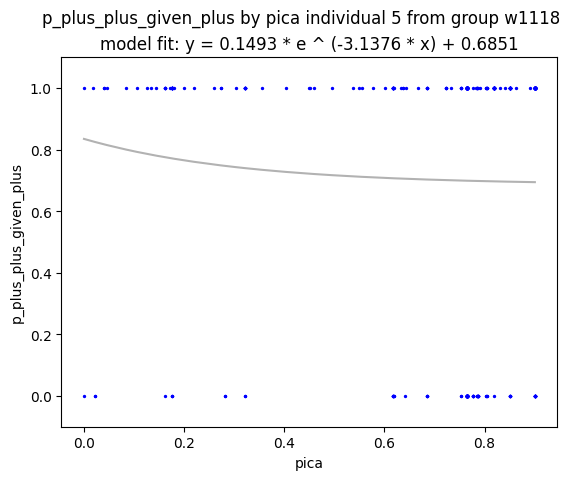 p_plus_plus_given_plus by pica individual 5 from group w1118
model fit: y = 0.1493 * e ^ (-3.1376 * x) + 0.6851
p_plus_plus_given_plus
1.0
0.8
0.6
0.4
0.2
0.0
0.0 0.2 0.4 0.6 0.8
pica